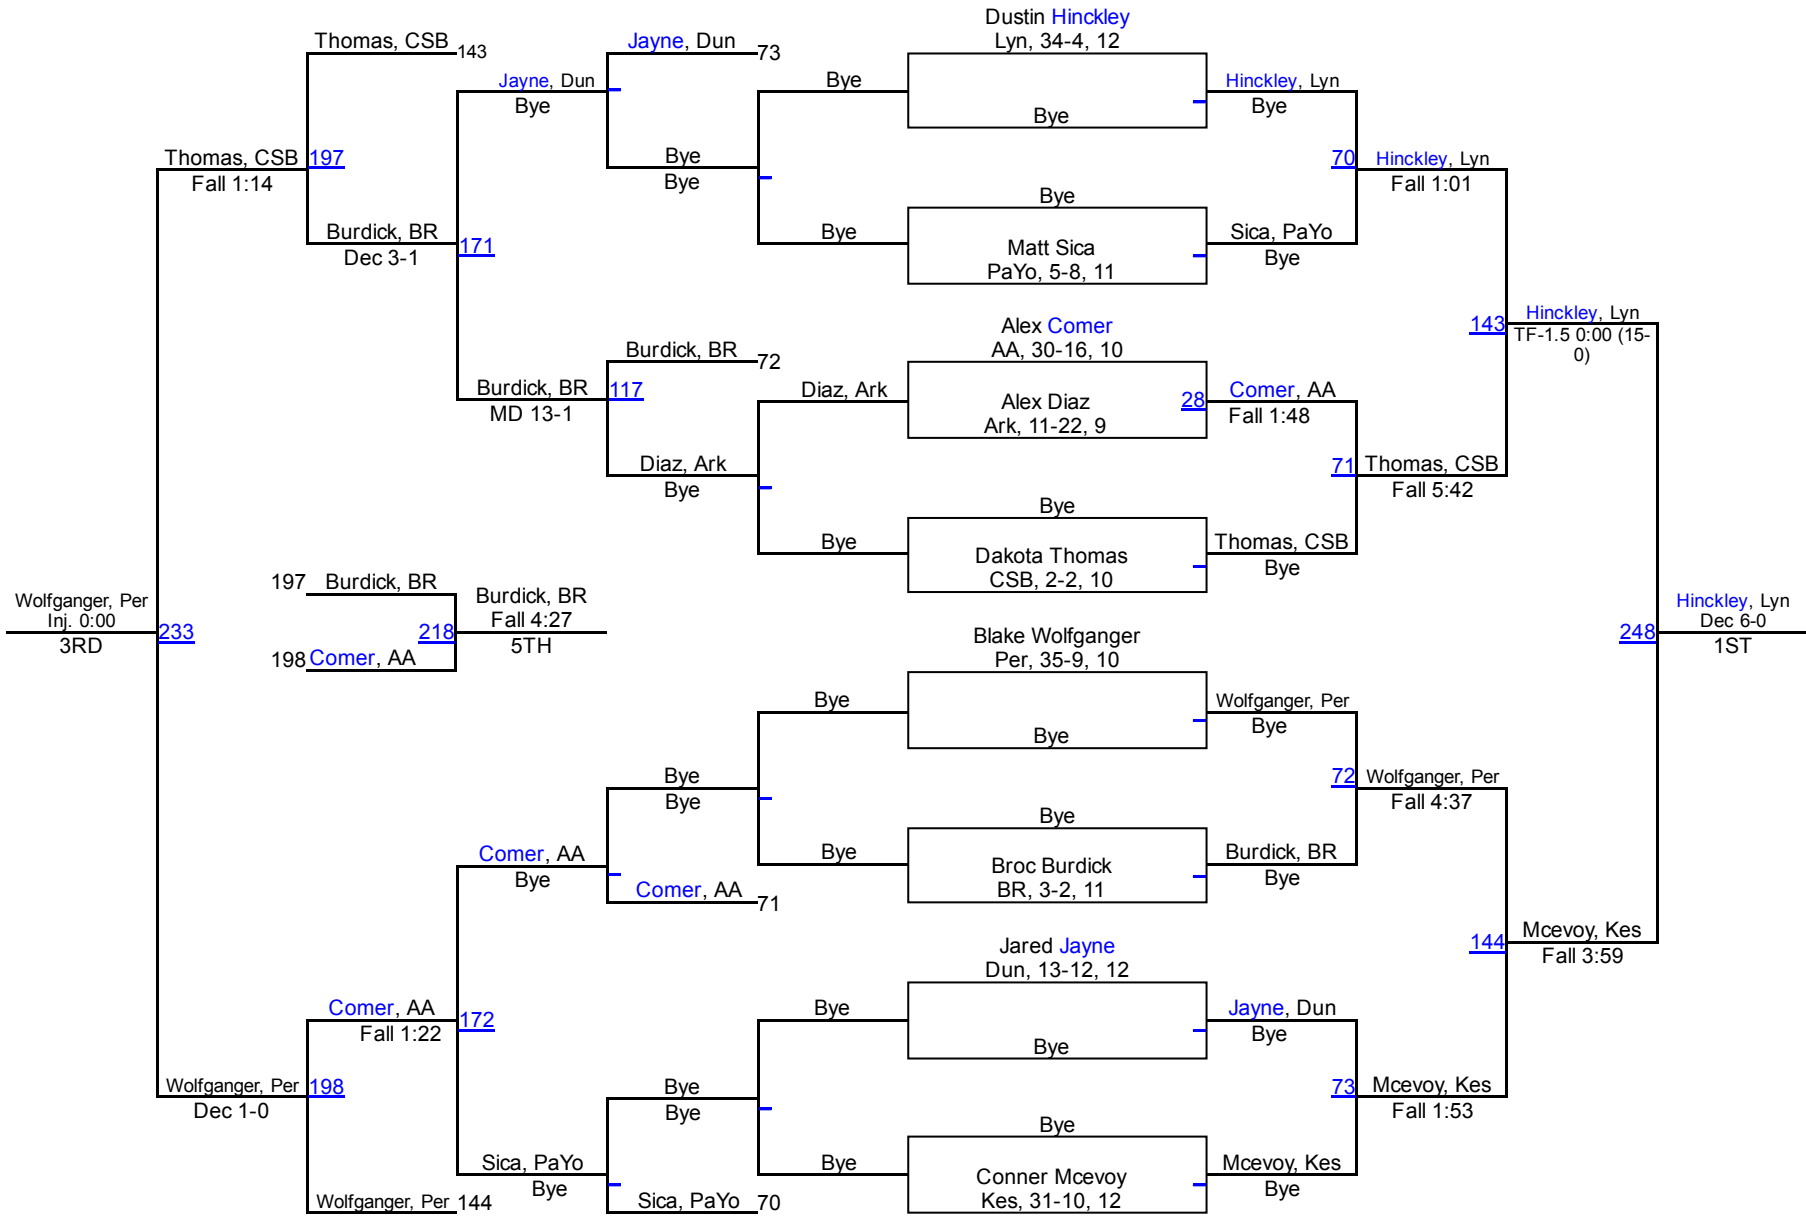 Dustin Hinckley
Thomas, CSB 143
Jayne, Dun 73
Lyn, 34-4, 12
Jayne, Dun
Bye
Bye
Bye
Hinckley, Lyn
Bye
Thomas, CSB 197
Fall 1:14
Bye
Bye
70 Hinckley, Lyn
Fall 1:01
Burdick, BR
Dec 3-1
171
Bye
Bye
Matt Sica
PaYo, 5-8, 11
Sica, PaYo
Bye
Alex Comer
AA, 30-16, 10
143 Hinckley, Lyn
TF-1.5 0:00 (15-
0)
Burdick, BR 72
Burdick, BR 117
MD 13-1
Diaz, Ark
Alex Diaz
Ark, 11-22, 9
28 Comer, AA
Fall 1:48
Diaz, Ark
Bye
71 Thomas, CSB
Fall 5:42
Bye
Bye
Dakota Thomas
CSB, 2-2, 10
Thomas, CSB
Bye
197 Burdick, BR
Wolfganger, Per
Inj. 0:00
3RD
233
218
Burdick, BR
Fall 4:27
5TH
198 Comer, AA
248 Hinckley, Lyn
Dec 6-0
1ST
Blake Wolfganger
Per, 35-9, 10
Bye
Bye
Wolfganger, Per
Bye
Bye
Bye
72 Wolfganger, Per
Fall 4:37
Comer, AA
Bye
Bye
Bye
Broc Burdick
BR, 3-2, 11
Burdick, BR
Bye
Comer, AA 71
144 Mcevoy, Kes
Fall 3:59
Jared Jayne
Dun, 13-12, 12
Comer, AA
Fall 1:22
172
Bye
Bye
Jayne, Dun
Bye
Wolfganger, Per 198
Dec 1-0
Bye
Bye
73 Mcevoy, Kes
Fall 1:53
Sica, PaYo
Bye
Bye
Bye
Conner Mcevoy
Kes, 31-10, 12
Mcevoy, Kes
Bye
Wolfganger, Per 144
Sica, PaYo 70